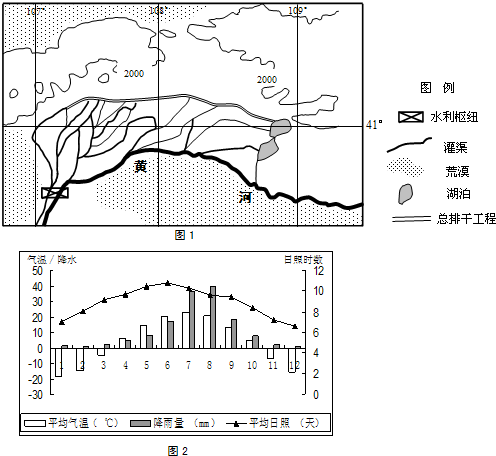 107° 108° 109°
2000
2000
41°
黄
河
图 例
水利枢纽
灌渠
荒漠
湖泊
总排干工程
图 1
气温 / 降水 日照时数
50 12
40 10
30
20 8
10 6
0
1 2 3 4 5 6 7 8 9 10 11 12
-10 4
-20 2
-30 0
平均气温（℃） 降雨量（mm） 平均日照（天）
图 2